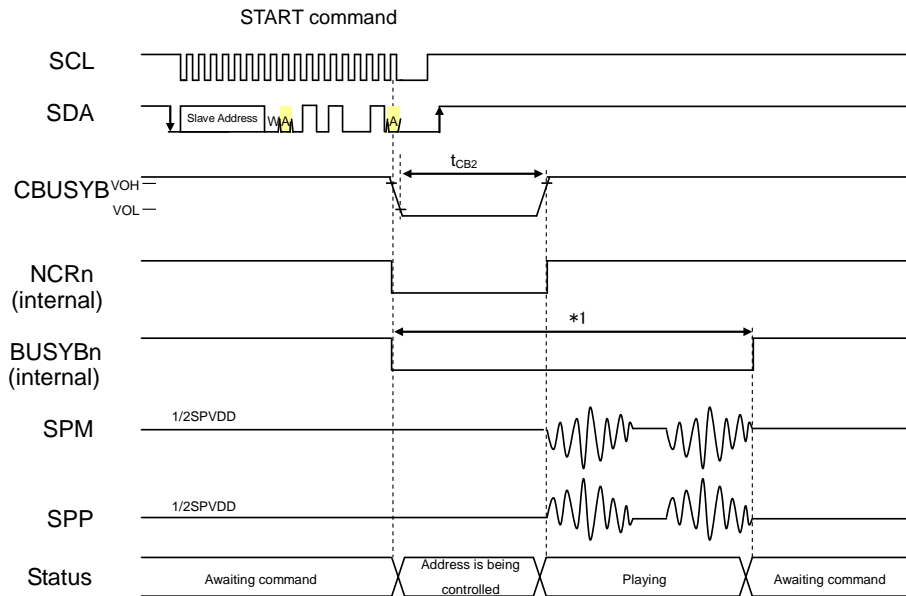 START command
SCL
SDA
Slave Address
W
A
A
tCB2
CBUSYB
VOH
VOL
NCRn
(internal)
*1
BUSYBn
(internal)
1/2SPVDD
SPM
1/2SPVDD
SPP
Status
Awaiting command
Address is being
controlled
Playing
Awaiting command